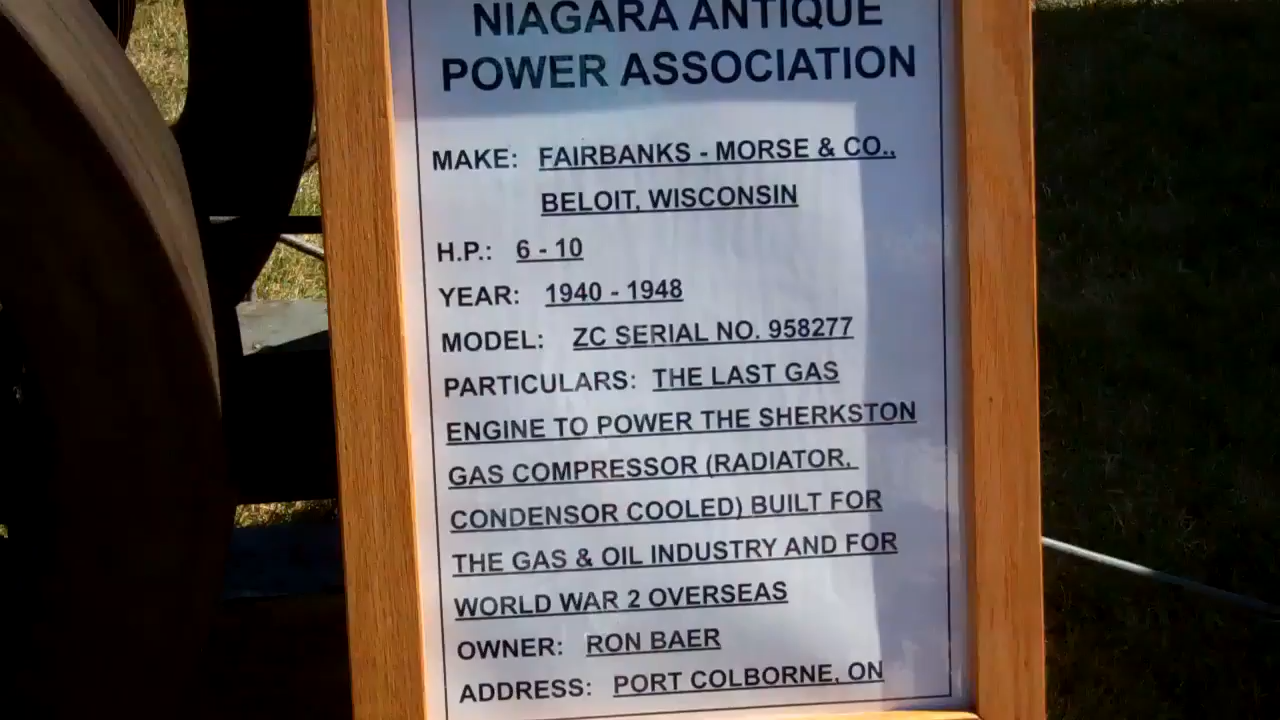 NIAGARA ANTIQUE
POWER ASSOCIATION
MAKE: FAIRBANKS - MORSE & CO.,
BELOIT, WISCONSIN
H.P.: 6 - 10
YEAR: 1940 - 1948
MODEL: ZC SERIAL NO. 958277
PARTICULARS: THE LAST GAS
ENGINE TO POWER THE SHERKSTON
GAS COMPRESSOR (RADIATOR,
CONDENSOR COOLED) BUILT FOR
THE GAS & OIL INDUSTRY AND FOR
WORLD WAR 2 OVERSEAS
OWNER: RON BAER
ADDRESS: PORT COLBORNE, ON